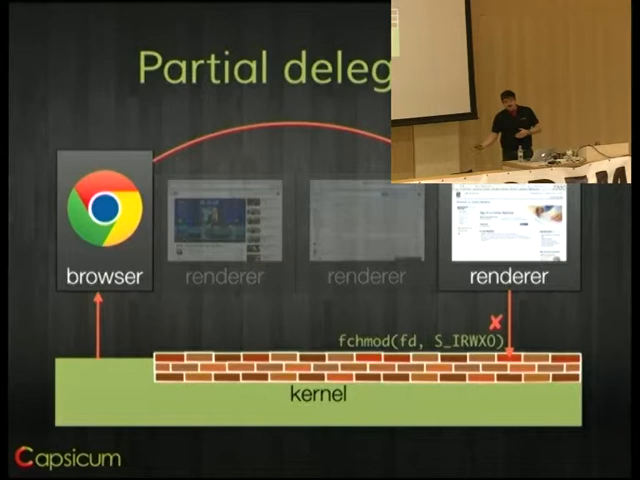 Partial deleg
browser
renderer
renderer
renderer
fchmod(fd, S_IRWXO)
kernel
Capsicum